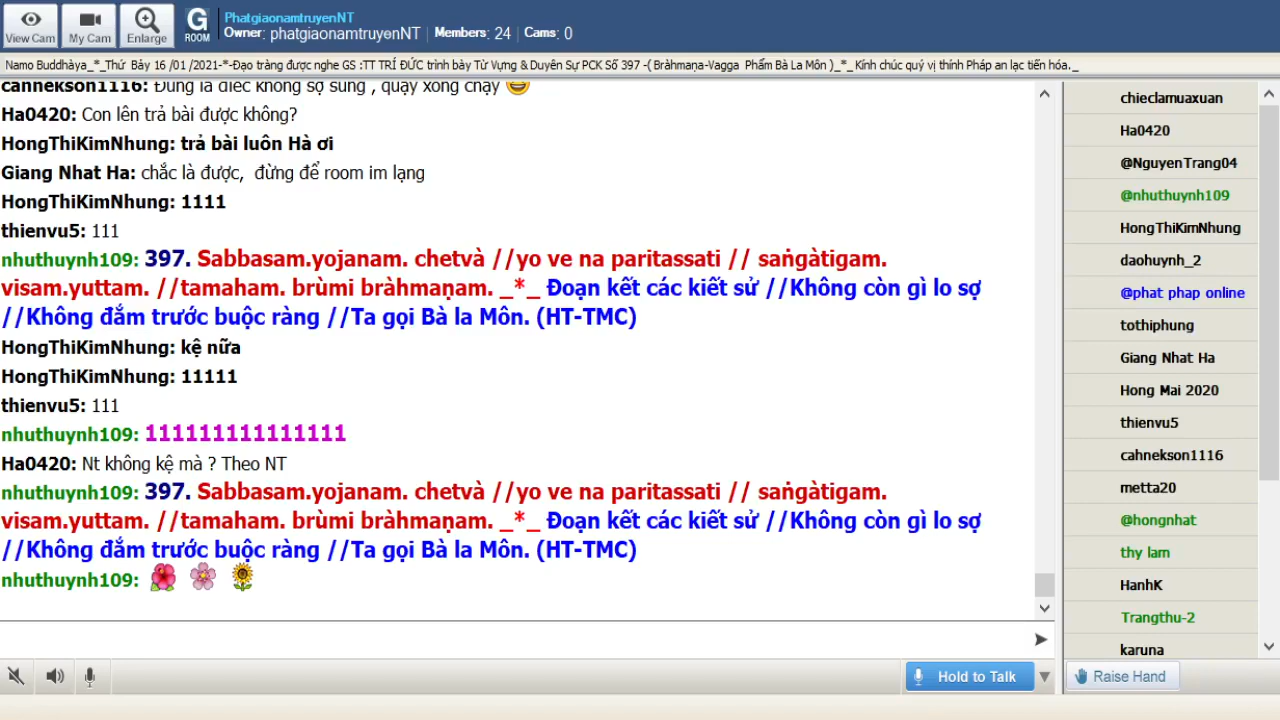 View Cam
My Cam
Enlarge
G
ROOM
PhatgiaonamtruyenNT
Owner: phatgiaonamtruyenNT | Members: 24 | Cams: 0
Namo Buddhàya_*_Thứ Bảy 16 /01 /2021-*-Đạo tràng được nghe GS :TT TRÍ ĐỨC trình bày Từ Vựng & Duyên Sự PCK Số 397 -( Bràhmaṇa-Vagga Phẩm Bà La Môn )_*_ Kính chúc quý vị thính Pháp an lạc tiến hóa._
cahnekson1116: Đúng là điếc không sợ súng , quậy xong chạy
Ha0420: Con lên trả bài được không?
HongThiKimNhung: trả bài luôn Hà ơi
Giang Nhat Ha: chắc là được, đừng để room im lạng
HongThiKimNhung: 1111
thienvu5: 111
nhuthuynh109: 397. Sabbasam.yojanam. chetvà //yo ve na paritassati // saṅgàtigam.
visam.yuttam. //tamaham. brùmi bràhmaṇam. _*_ Đoạn kết các kiết sử //Không còn gì lo sợ
//Không đắm trước buộc ràng //Ta gọi Bà la Môn. (HT-TMC)
HongThiKimNhung: kệ nữa
HongThiKimNhung: 11111
thienvu5: 111
nhuthuynh109: 111111111111111
Ha0420: Nt không kệ mà ? Theo NT
nhuthuynh109: 397. Sabbasam.yojanam. chetvà //yo ve na paritassati // saṅgàtigam.
visam.yuttam. //tamaham. brùmi bràhmaṇam. _*_ Đoạn kết các kiết sử //Không còn gì lo sợ
//Không đắm trước buộc ràng //Ta gọi Bà la Môn. (HT-TMC)
nhuthuynh109:
Hold to Talk
chieclamuaxuan
Ha0420
@NguyenTrang04
@nhuthuynh109
HongThiKimNhung
daohuynh_2
@phat phap online
tothiphung
Giang Nhat Ha
Hong Mai 2020
thienvu5
cahnekson1116
metta20
@hongnhat
thy lam
HanhK
Trangthu-2
karuna
Raise Hand